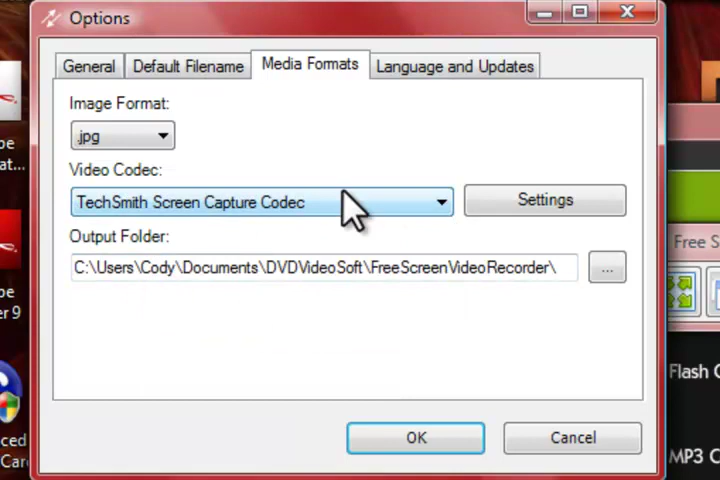 Options
General
Default Filename
Media Formats
Language and Updates
Image Format:
.jpg
Video Codec:
TechSmith Screen Capture Codec
Settings
Output Folder:
C:\Users\Cody\Documents\DVDVideoSoft\FreeScreenVideoRecorder\
...
OK
Cancel
Free S
Flash
MP3